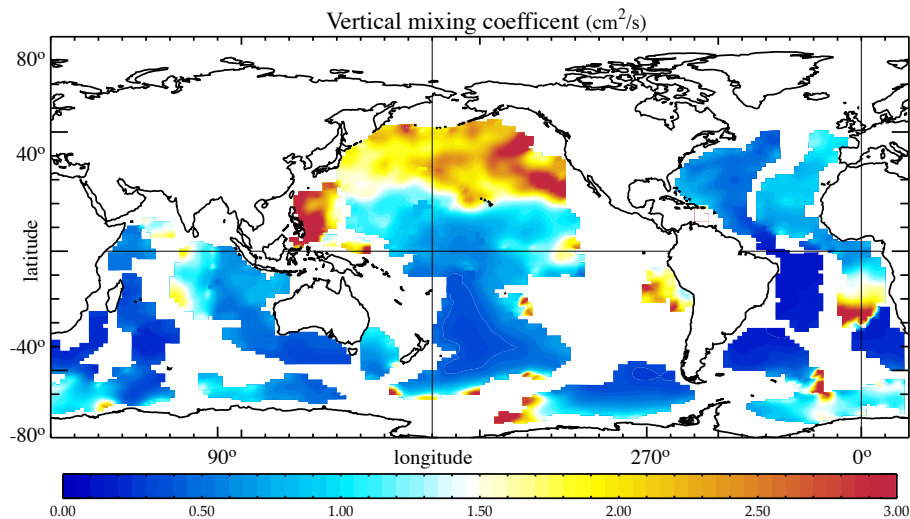 Vertical mixing coefficent (cm²/s)
80º
40º
latitude
-40º
-80º
90º longitude 270º 0º
0.00 0.50 1.00 1.50 2.00 2.50 3.00